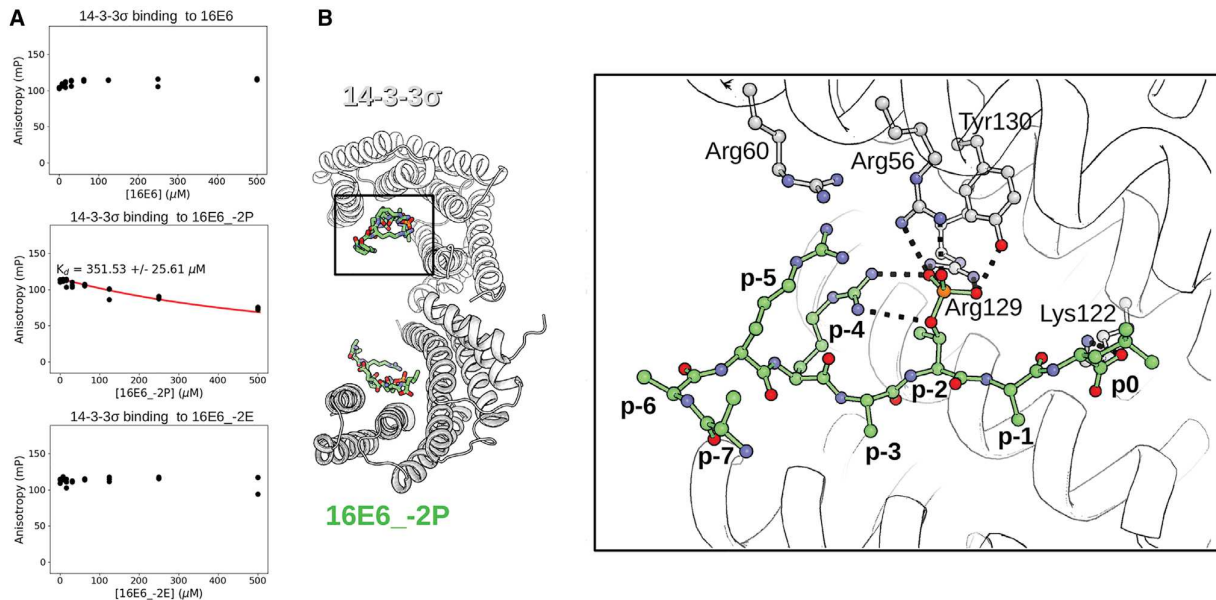 A
14-3-3σ binding to 16E6
Anisotropy (mP)
150
100
50
0
0 100 200 300 400 500
[16E6] (μM)
14-3-3σ binding to 16E6_-2P
Anisotropy (mP)
150
100
50
0
K_d = 351.53 +/- 25.61 μM
0 100 200 300 400 500
[16E6_-2P] (μM)
14-3-3σ binding to 16E6_-2E
Anisotropy (mP)
150
100
50
0
0 100 200 300 400 500
[16E6_-2E] (μM)
B
14-3-3σ
16E6_-2P
Tyr130
Arg60
Arg56
p-5
Arg129
Lys122
p-4
p-6
p-2
p0
p-1
p-3
p-7